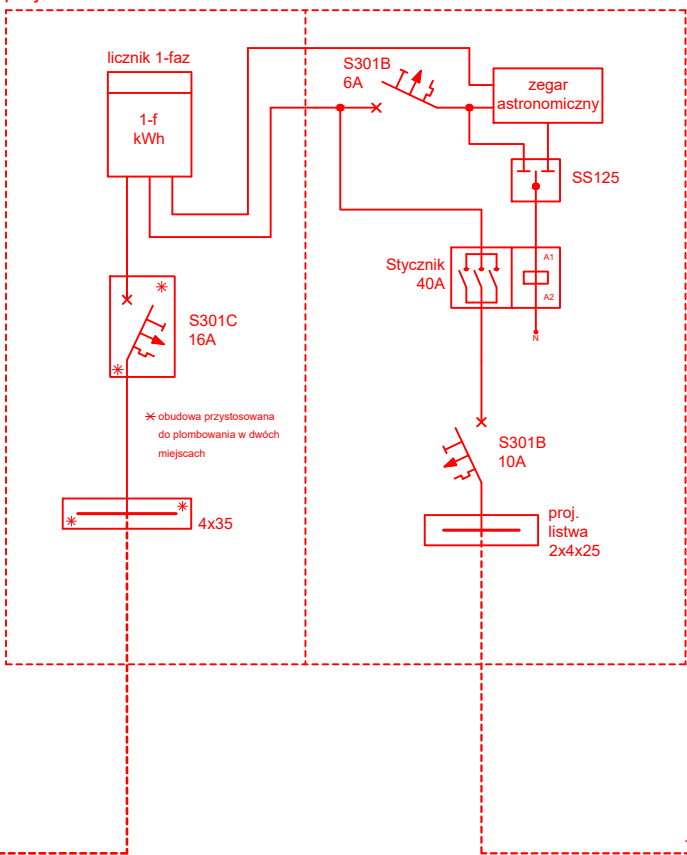 licznik 1-faz
1-f
kWh
S301B
6A
zegar
astronomiczny
SS125
Stycznik
40A
A1
A2
N
S301C
16A
obudowa przystosowana
do plombowania w dwóch
miejscach
S301B
10A
4x35
proj.
listwa
2x4x25